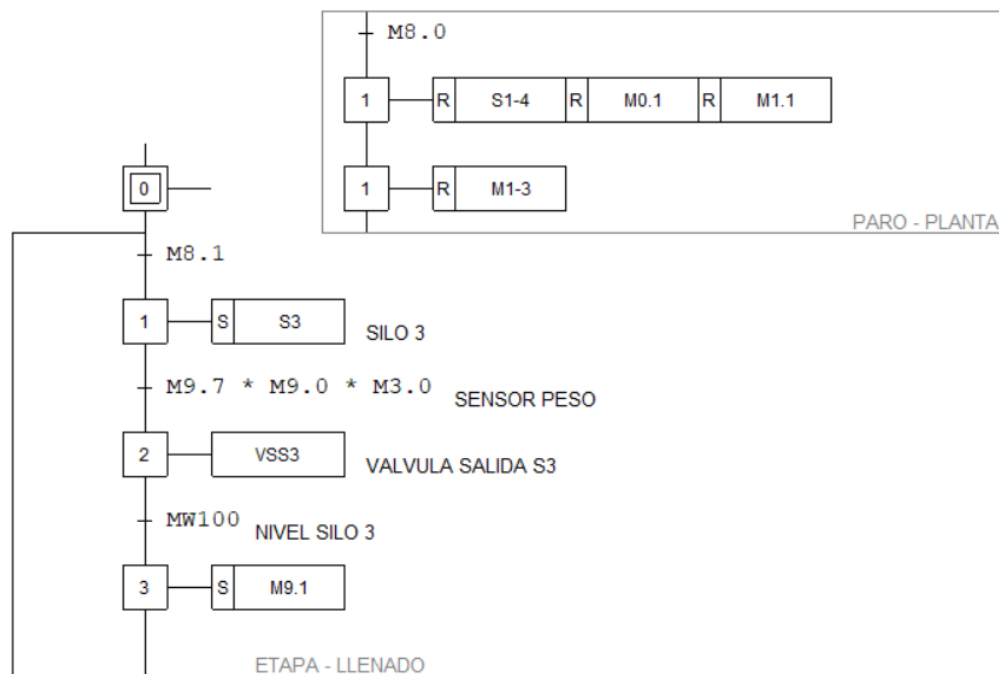 M8.0
1 R S1-4 R M0.1 R M1.1
1 R M1-3
PARO - PLANTA
0
M8.1
1 S S3 SILO 3
M9.7 * M9.0 * M3.0 SENSOR PESO
2 VSS3 VALVULA SALIDA S3
MW100 NIVEL SILO 3
3 S M9.1
ETAPA - LLENADO